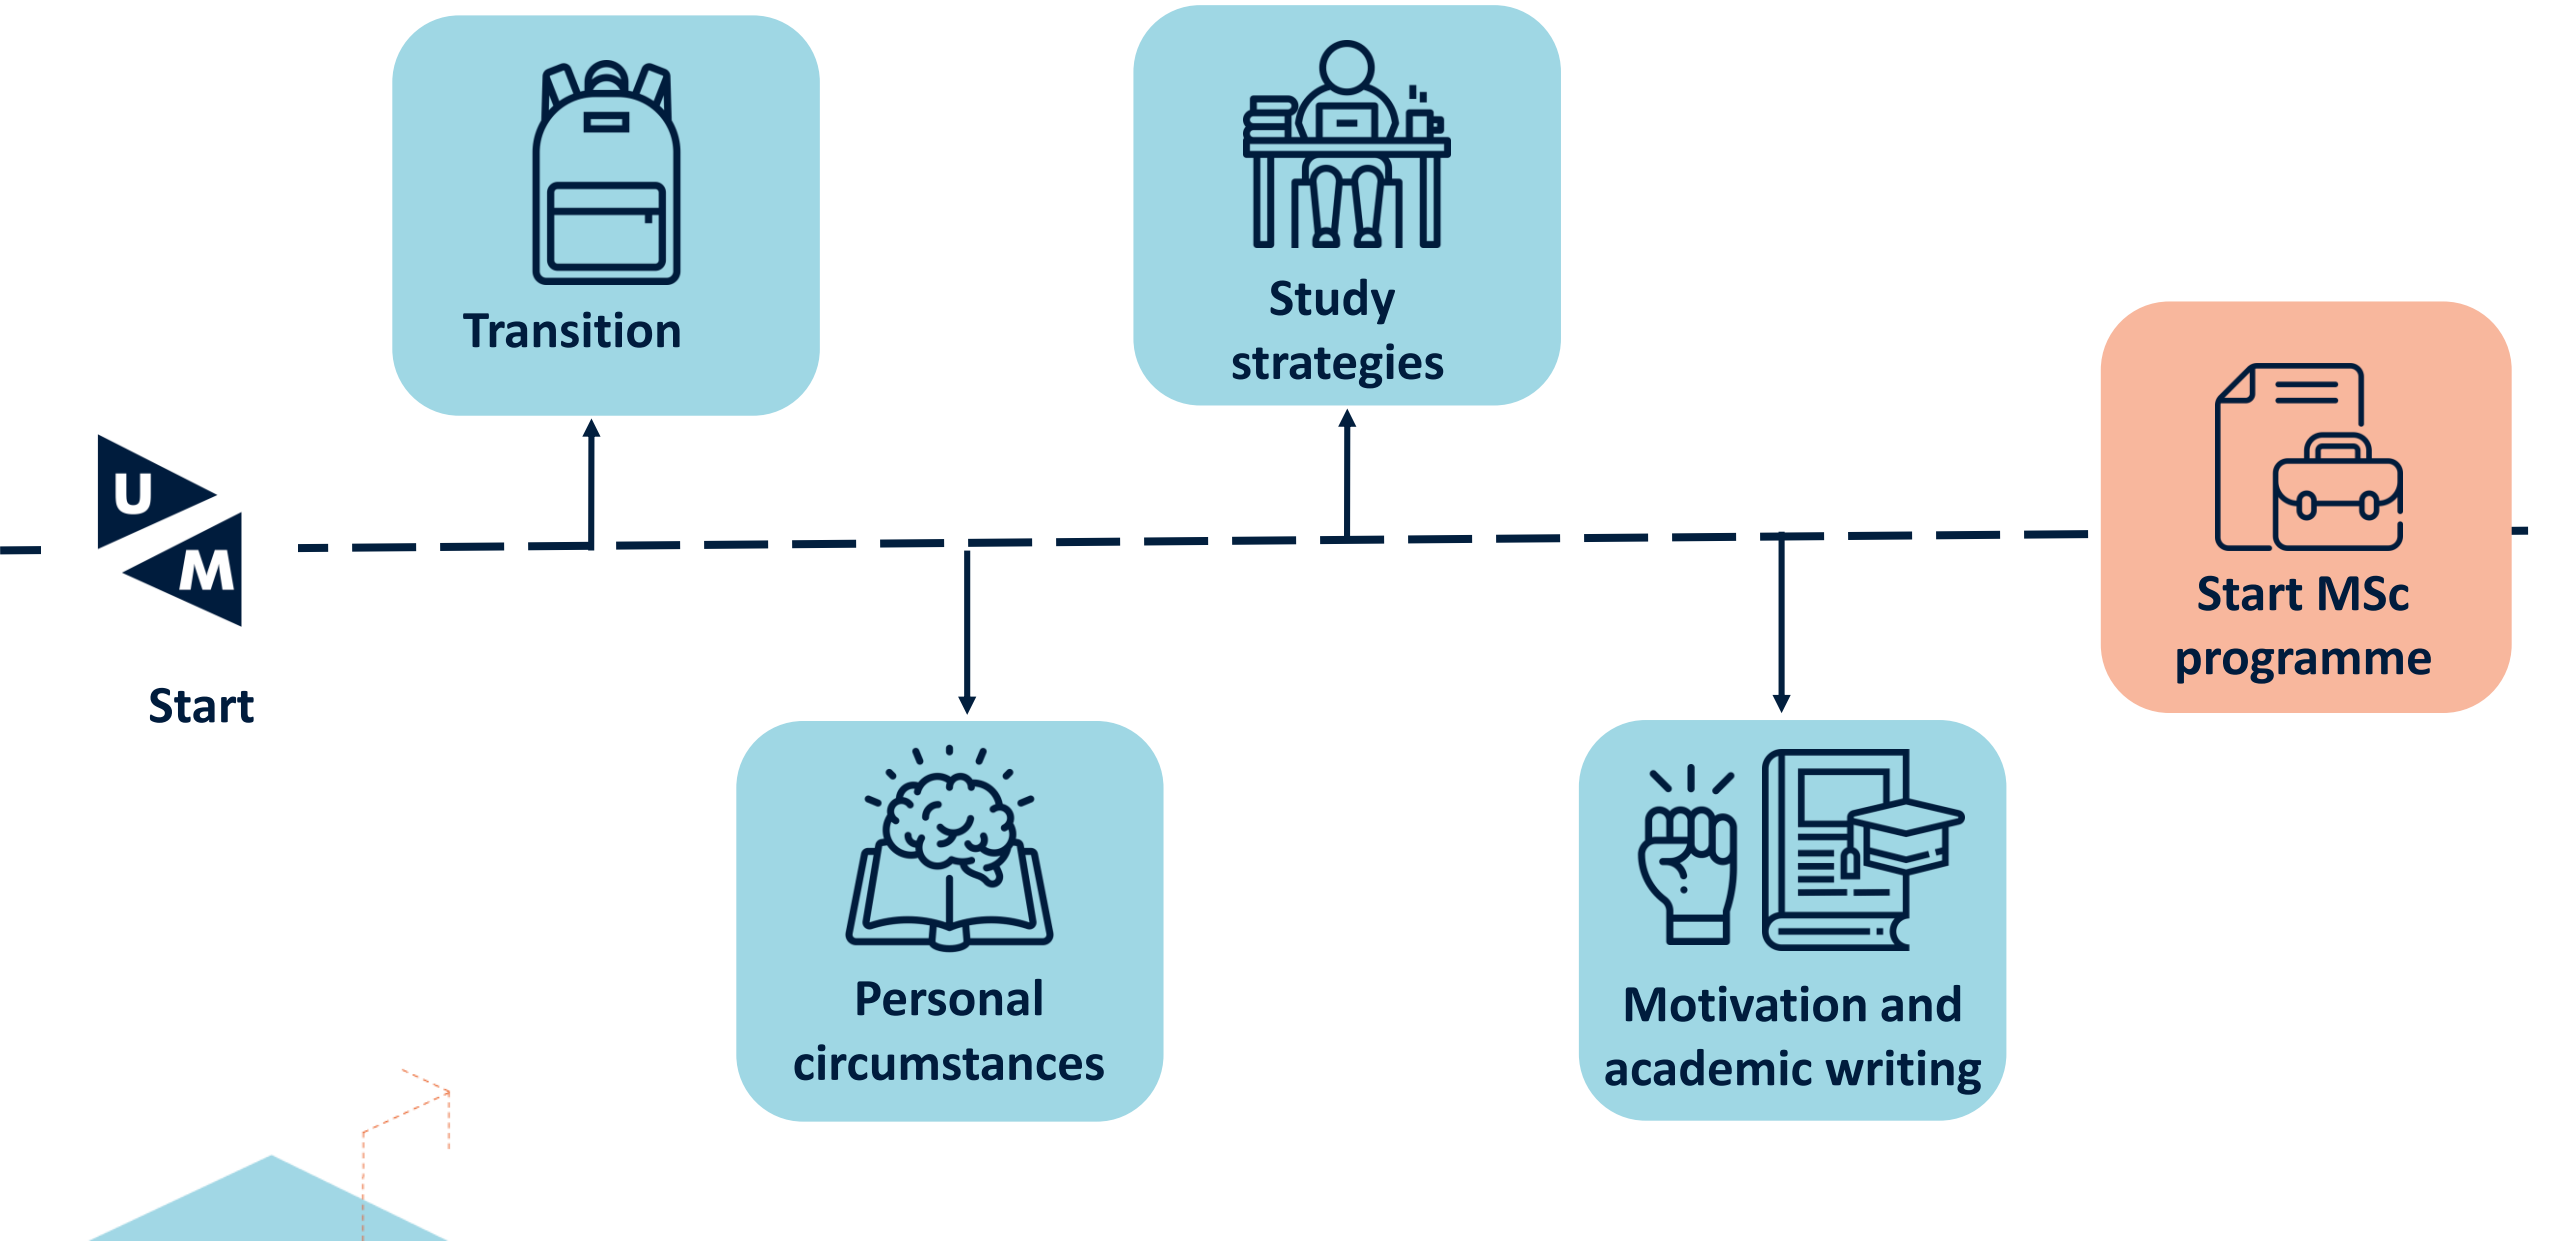 U
M
Start
Transition
Personal
circumstances
Study
strategies
Motivation and
academic writing
Start MSc
programme